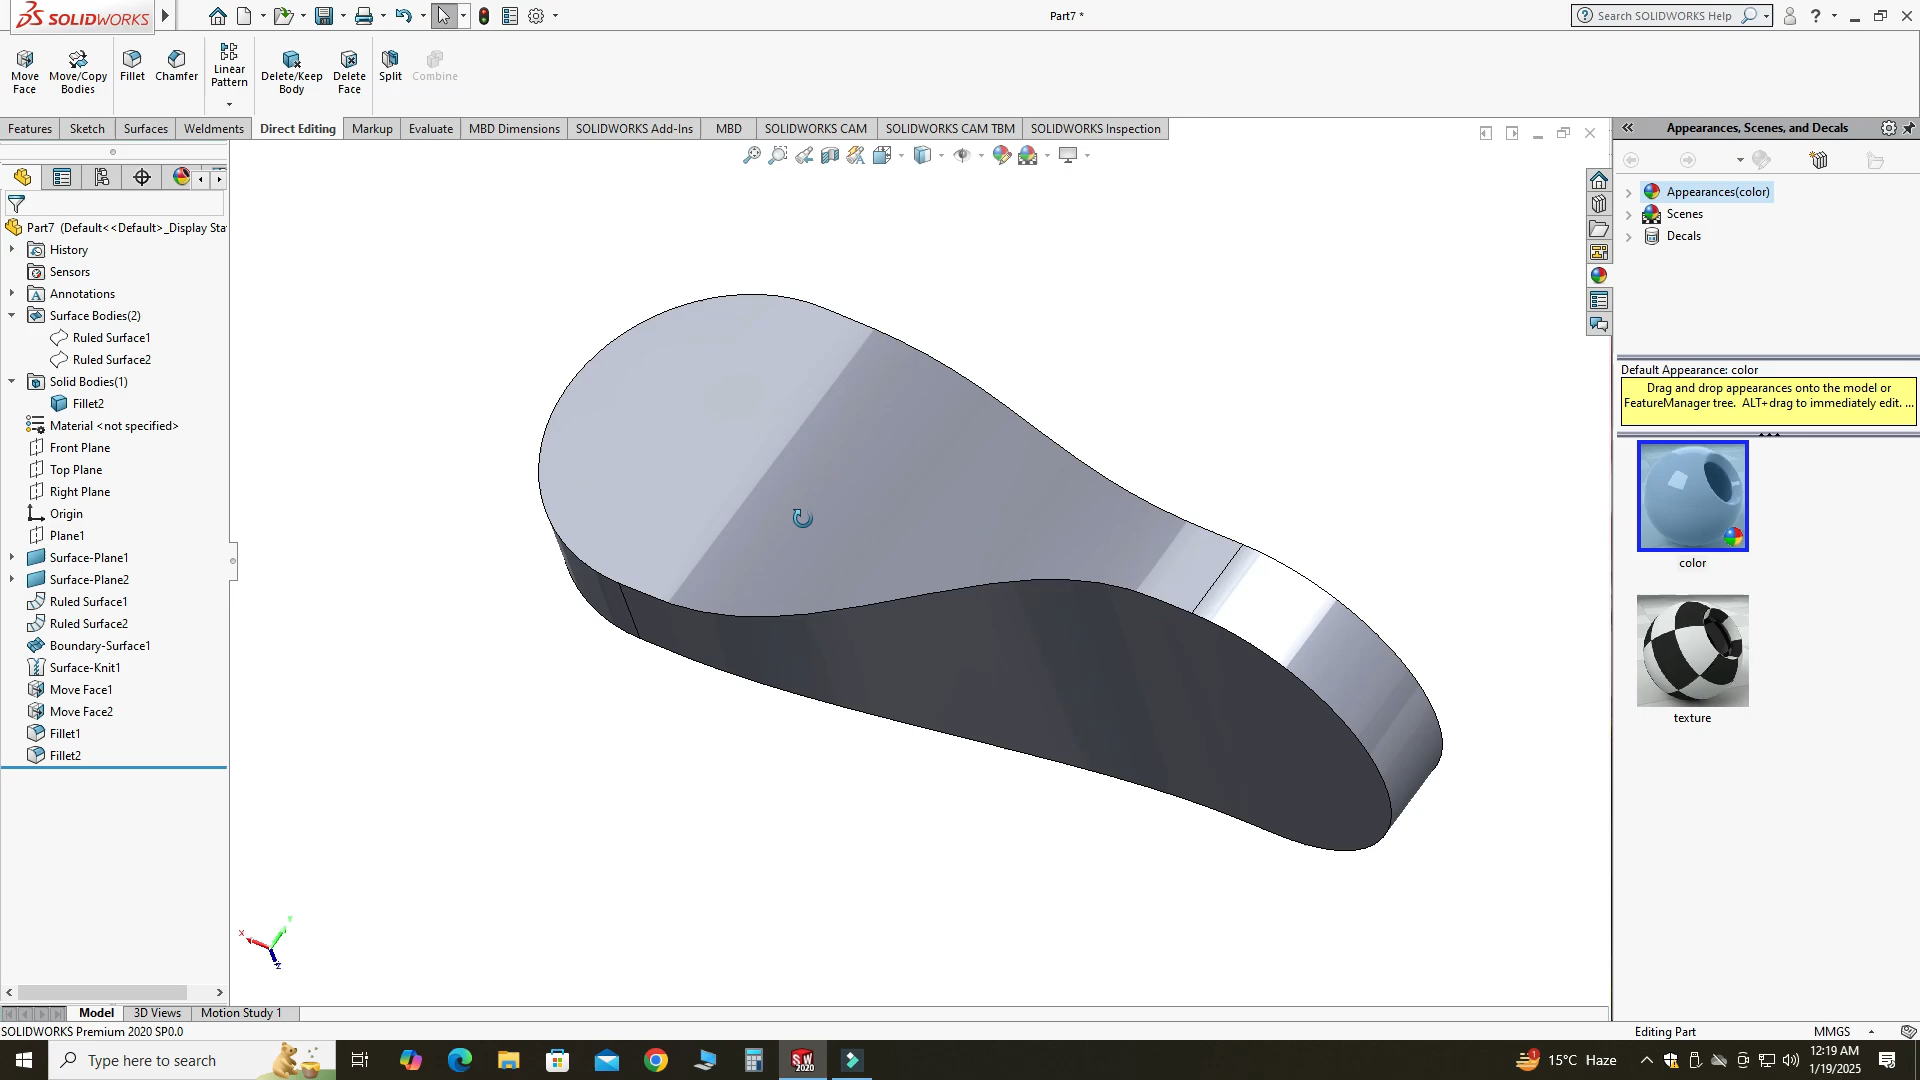 SOLIDWORKS
Part7 *
Search SOLIDWORKS Help
Move Face
Move/Copy Bodies
Fillet
Chamfer
Linear Pattern
Delete/Keep Body
Delete Face
Split
Combine
Features
Sketch
Surfaces
Weldments
Direct Editing
Markup
Evaluate
MBD Dimensions
SOLIDWORKS Add-Ins
MBD
SOLIDWORKS CAM
SOLIDWORKS CAM TBM
SOLIDWORKS Inspection
Part7 (Default<<Default>_Display Sta
History
Sensors
Annotations
Surface Bodies(2)
Ruled Surface1
Ruled Surface2
Solid Bodies(1)
Fillet2
Material <not specified>
Front Plane
Top Plane
Right Plane
Origin
Plane1
Surface-Plane1
Surface-Plane2
Ruled Surface1
Ruled Surface2
Boundary-Surface1
Surface-Knit1
Move Face1
Move Face2
Fillet1
Fillet2
X
Y
Z
Appearances, Scenes, and Decals
Appearances(color)
Scenes
Decals
Default Appearance: color
Drag and drop appearances onto the model or
FeatureManager tree. ALT+drag to immediately edit. ...
color
texture
Model
3D Views
Motion Study 1
SOLIDWORKS Premium 2020 SP0.0
Editing Part
MMGS
Type here to search
SW
2020
15°C Haze
12:19 AM
1/19/2025